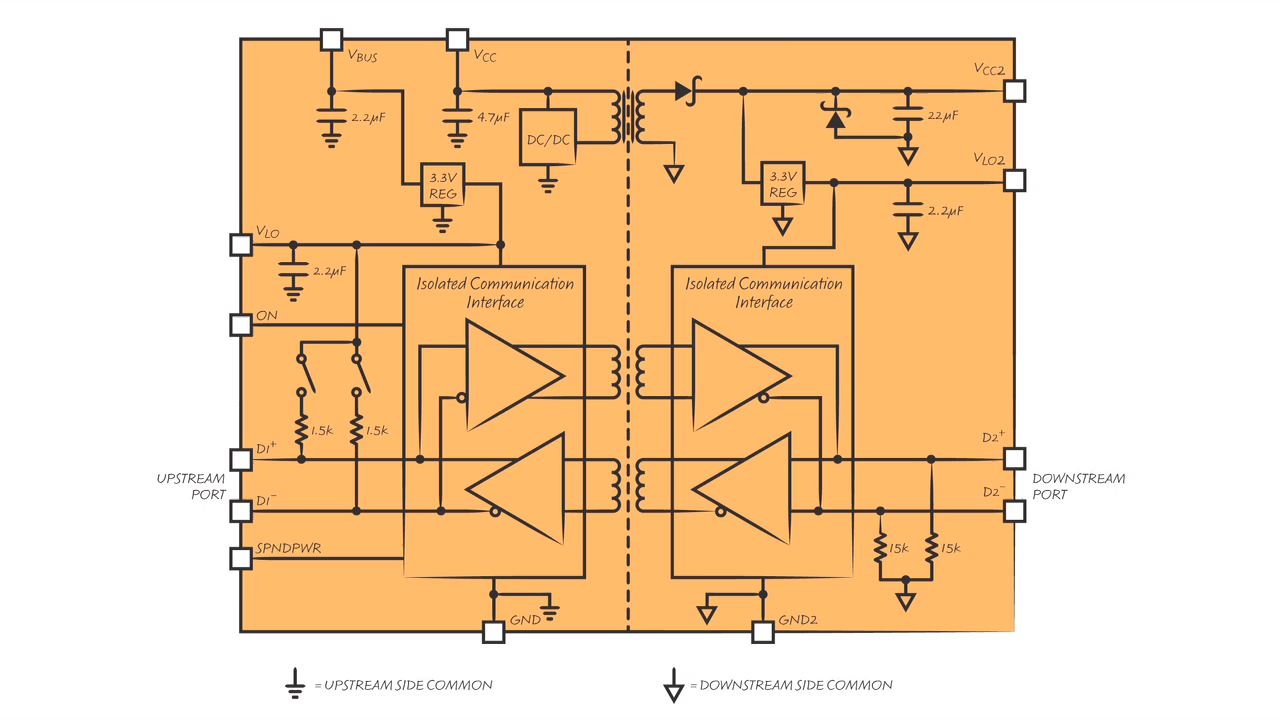 VBUS
VCC
VCC2
2.2µF
4.7µF
DC/DC
22µF
VLO2
3.3V
REG
3.3V
REG
2.2µF
VLO
2.2µF
Isolated Communication
Interface
Isolated Communication
Interface
ON
1.5k
1.5k
D1+
D2+
UPSTREAM
PORT
DOWNSTREAM
PORT
D1−
D2−
SPNDPWR
15k
15k
GND
GND2
= UPSTREAM SIDE COMMON
= DOWNSTREAM SIDE COMMON